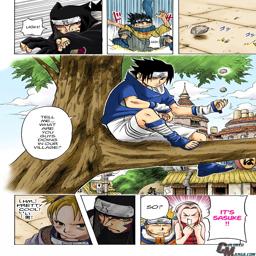 UGH!!
TELL
ME...
WHAT ARE
YOU GUYS
DOING
IN OUR
VILLAGE?
(HM..)
PRETTY
COOL!
SO?
IT'S
SASUKE
!!
MANGA.COM